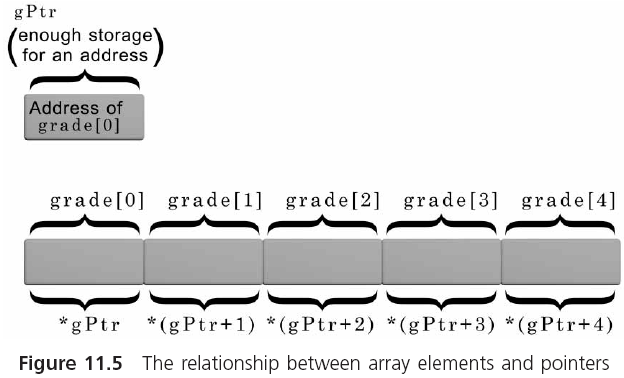 gPtr
(enough storage
for an address)
Address of
grade[0]
grade[0] grade[1] grade[2] grade[3] grade[4]
*gPtr *(gPtr+1) *(gPtr+2) *(gPtr+3) *(gPtr+4)
Figure 11.5 The relationship between array elements and pointers